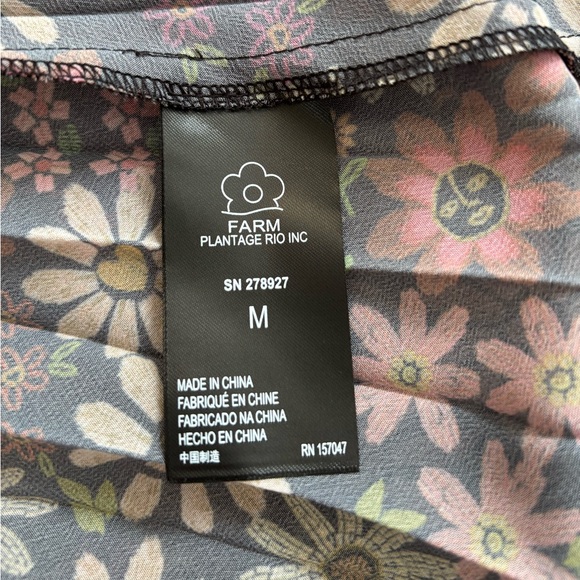 FARM
PLANTAGE RIO INC
SN 278927
M
MADE IN CHINA
FABRIQUÉ EN CHINE
FABRICADO NA CHINA
HECHO EN CHINA
中国制造
RN 157047